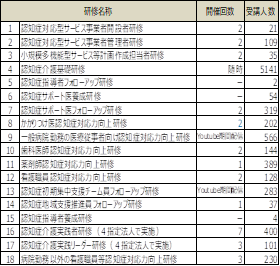 研修名称 開催回数 受講人数
1 認知症対応型サービス事業者開設者研修 2 21
2 認知症対応型サービス事業者管理者研修 2 109
3 小規模多機能型サービス等計画作成担当者研修 2 35
4 認知症介護基礎研修 随時 5141
5 認知症指導者フォローアップ研修 － 2
6 認知症サポート医養成研修 － 54
7 認知症サポート医フォローアップ研修 2 319
8 かかりつけ医認知症対応力向上研修 2 202
9 一般病院勤務の医療従事者向け認知症対応力向上研修 Youtube限定配信 566
10 歯科医師認知症対応力向上研修 2 144
11 薬剤師認知症対応力向上研修 1 389
12 看護職員認知症対応力向上研修 2 128
13 認知症初期集中支援チーム員フォローアップ研修 Youtube限定配信 283
14 認知症地域支援推進員フォローアップ研修 1 37
15 認知症指導者養成研修 － 4
16 認知症介護実践者研修（4指定法人で実施） 7 400
17 認知症介護実践リーダー研修（4指定法人で実施） 3 101
18 病院勤務以外の看護職員等認知症対応力向上研修 3 230